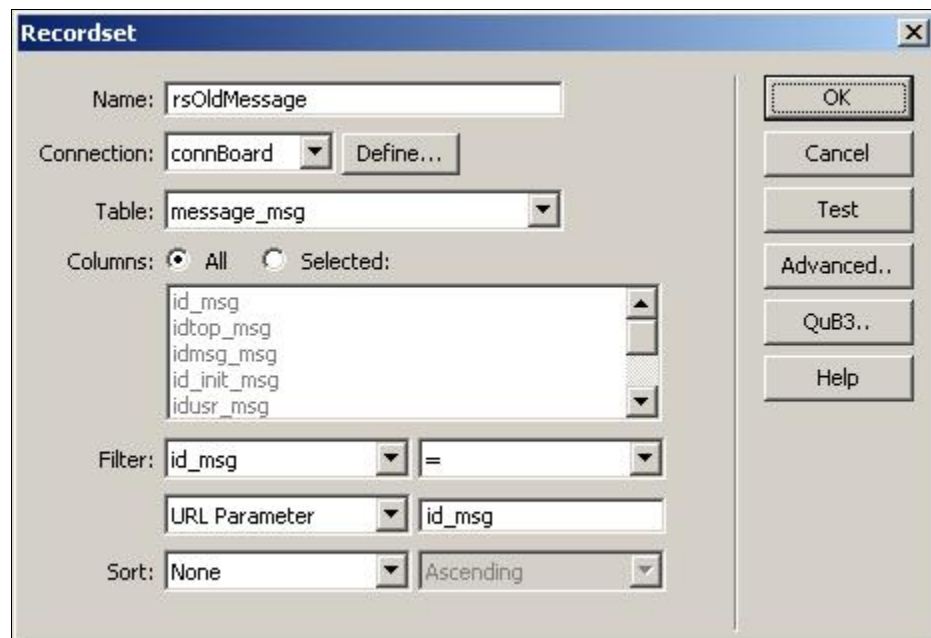 Recordset
Name: rsOldMessage
OK
Connection: connBoard Define...
Cancel
Table: message_msg
Test
Columns: All Selected:
Advanced..
id_msg
idtop_msg
idmsg_msg
id_init_msg
idusr_msg
QuB3..
Help
Filter: id_msg =
URL Parameter id_msg
Sort: None Ascending